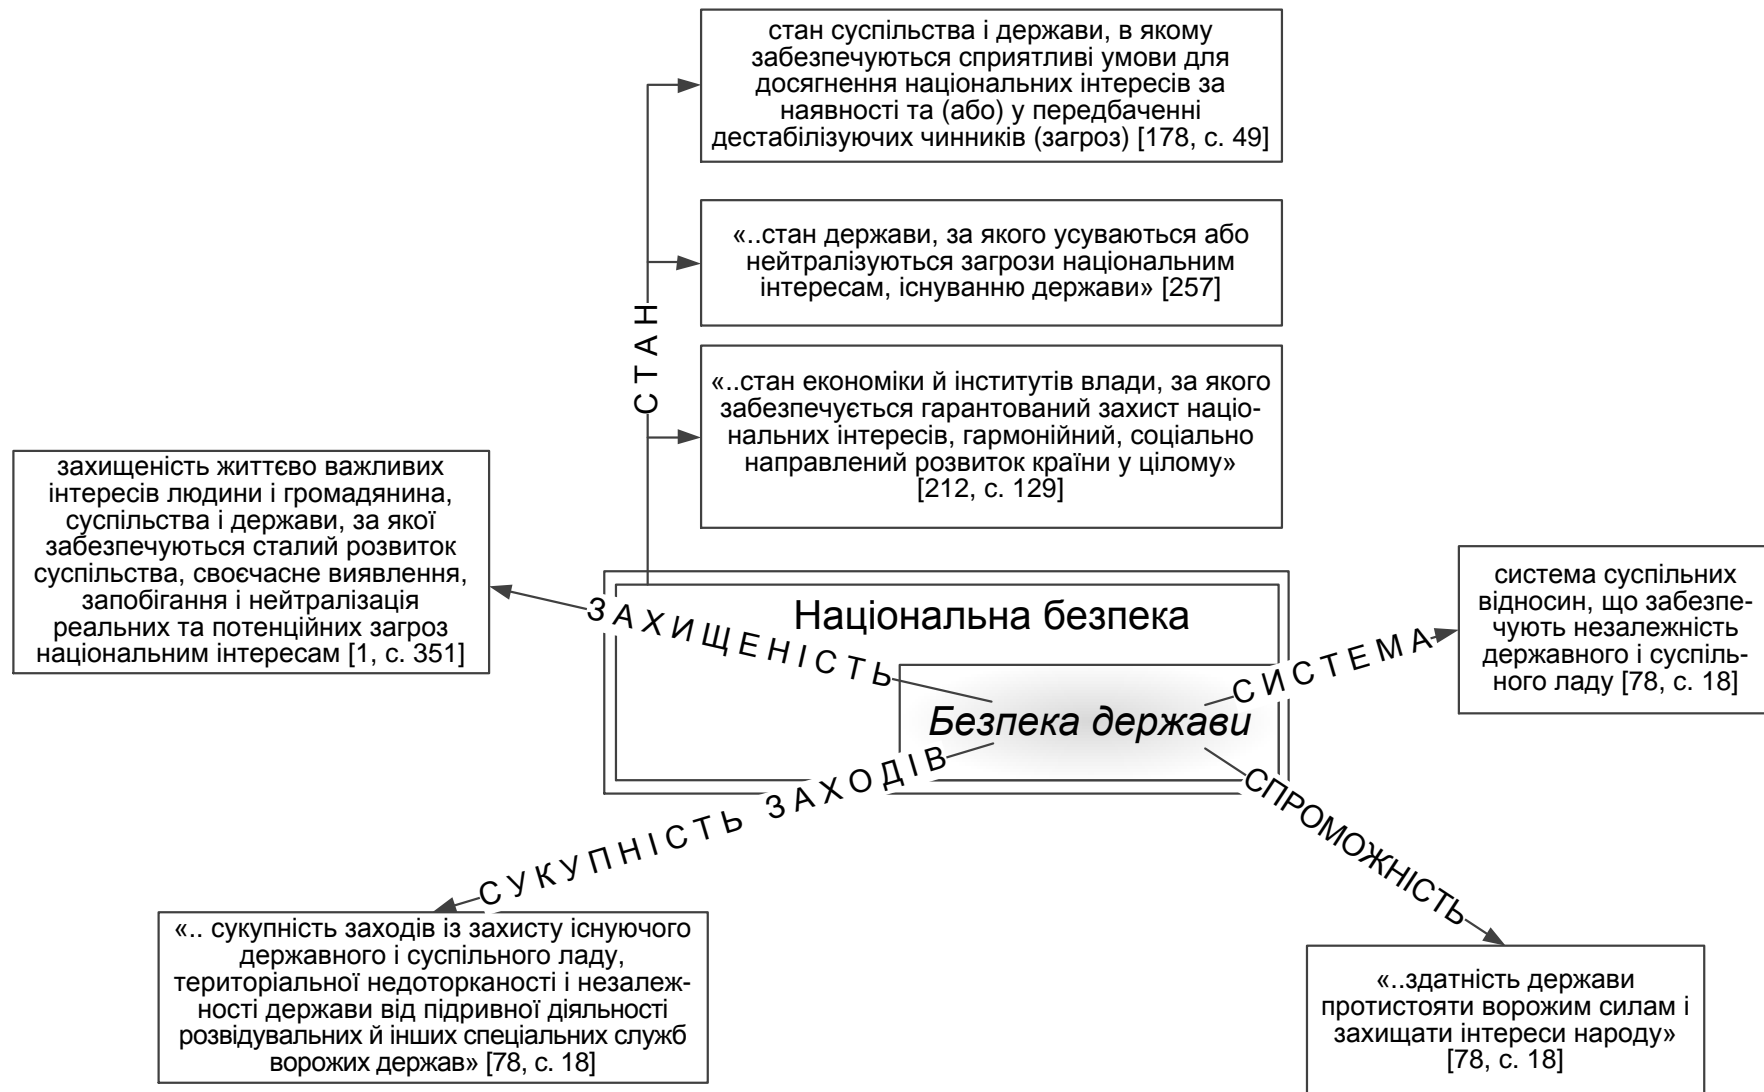 стан суспільства і держави, в якому
забезпечуються сприятливі умови для
досягнення національних інтересів за
наявності та (або) у передбаченні
дестабілізуючих чинників (загроз) [178, с. 49]
«..стан держави, за якого усуваються або
нейтралізуються загрози національним
інтересам, існуванню держави» [257]
С Т А Н
«..стан економіки й інститутів влади, за якого
забезпечується гарантований захист націо-
нальних інтересів, гармонійний, соціально
направлений розвиток країни у цілому»
[212, с. 129]
захищеність життєво важливих
інтересів людини і громадянина,
суспільства і держави, за якої
забезпечуються сталий розвиток
суспільства, своєчасне виявлення,
запобігання і нейтралізація
реальних та потенційних загроз
національним інтересам [1, с. 351]
З А Х И Щ Е Н І С Т Ь
Національна безпека
Безпека держави
С И С Т Е М А
система суспільних
відносин, що забезпе-
чують незалежність
державного і суспіль-
ного ладу [78, с. 18]
С У К У П Н І С Т Ь З А Х О Д І В
СПРОМОЖНІСТЬ
«.. сукупність заходів із захисту існуючого
державного і суспільного ладу,
територіальної недоторканості і незалеж-
ності держави від підривної діяльності
розвідувальних й інших спеціальних служб
ворожих держав» [78, с. 18]
«..здатність держави
протистояти ворожим силам і
захищати інтереси народу»
[78, с. 18]